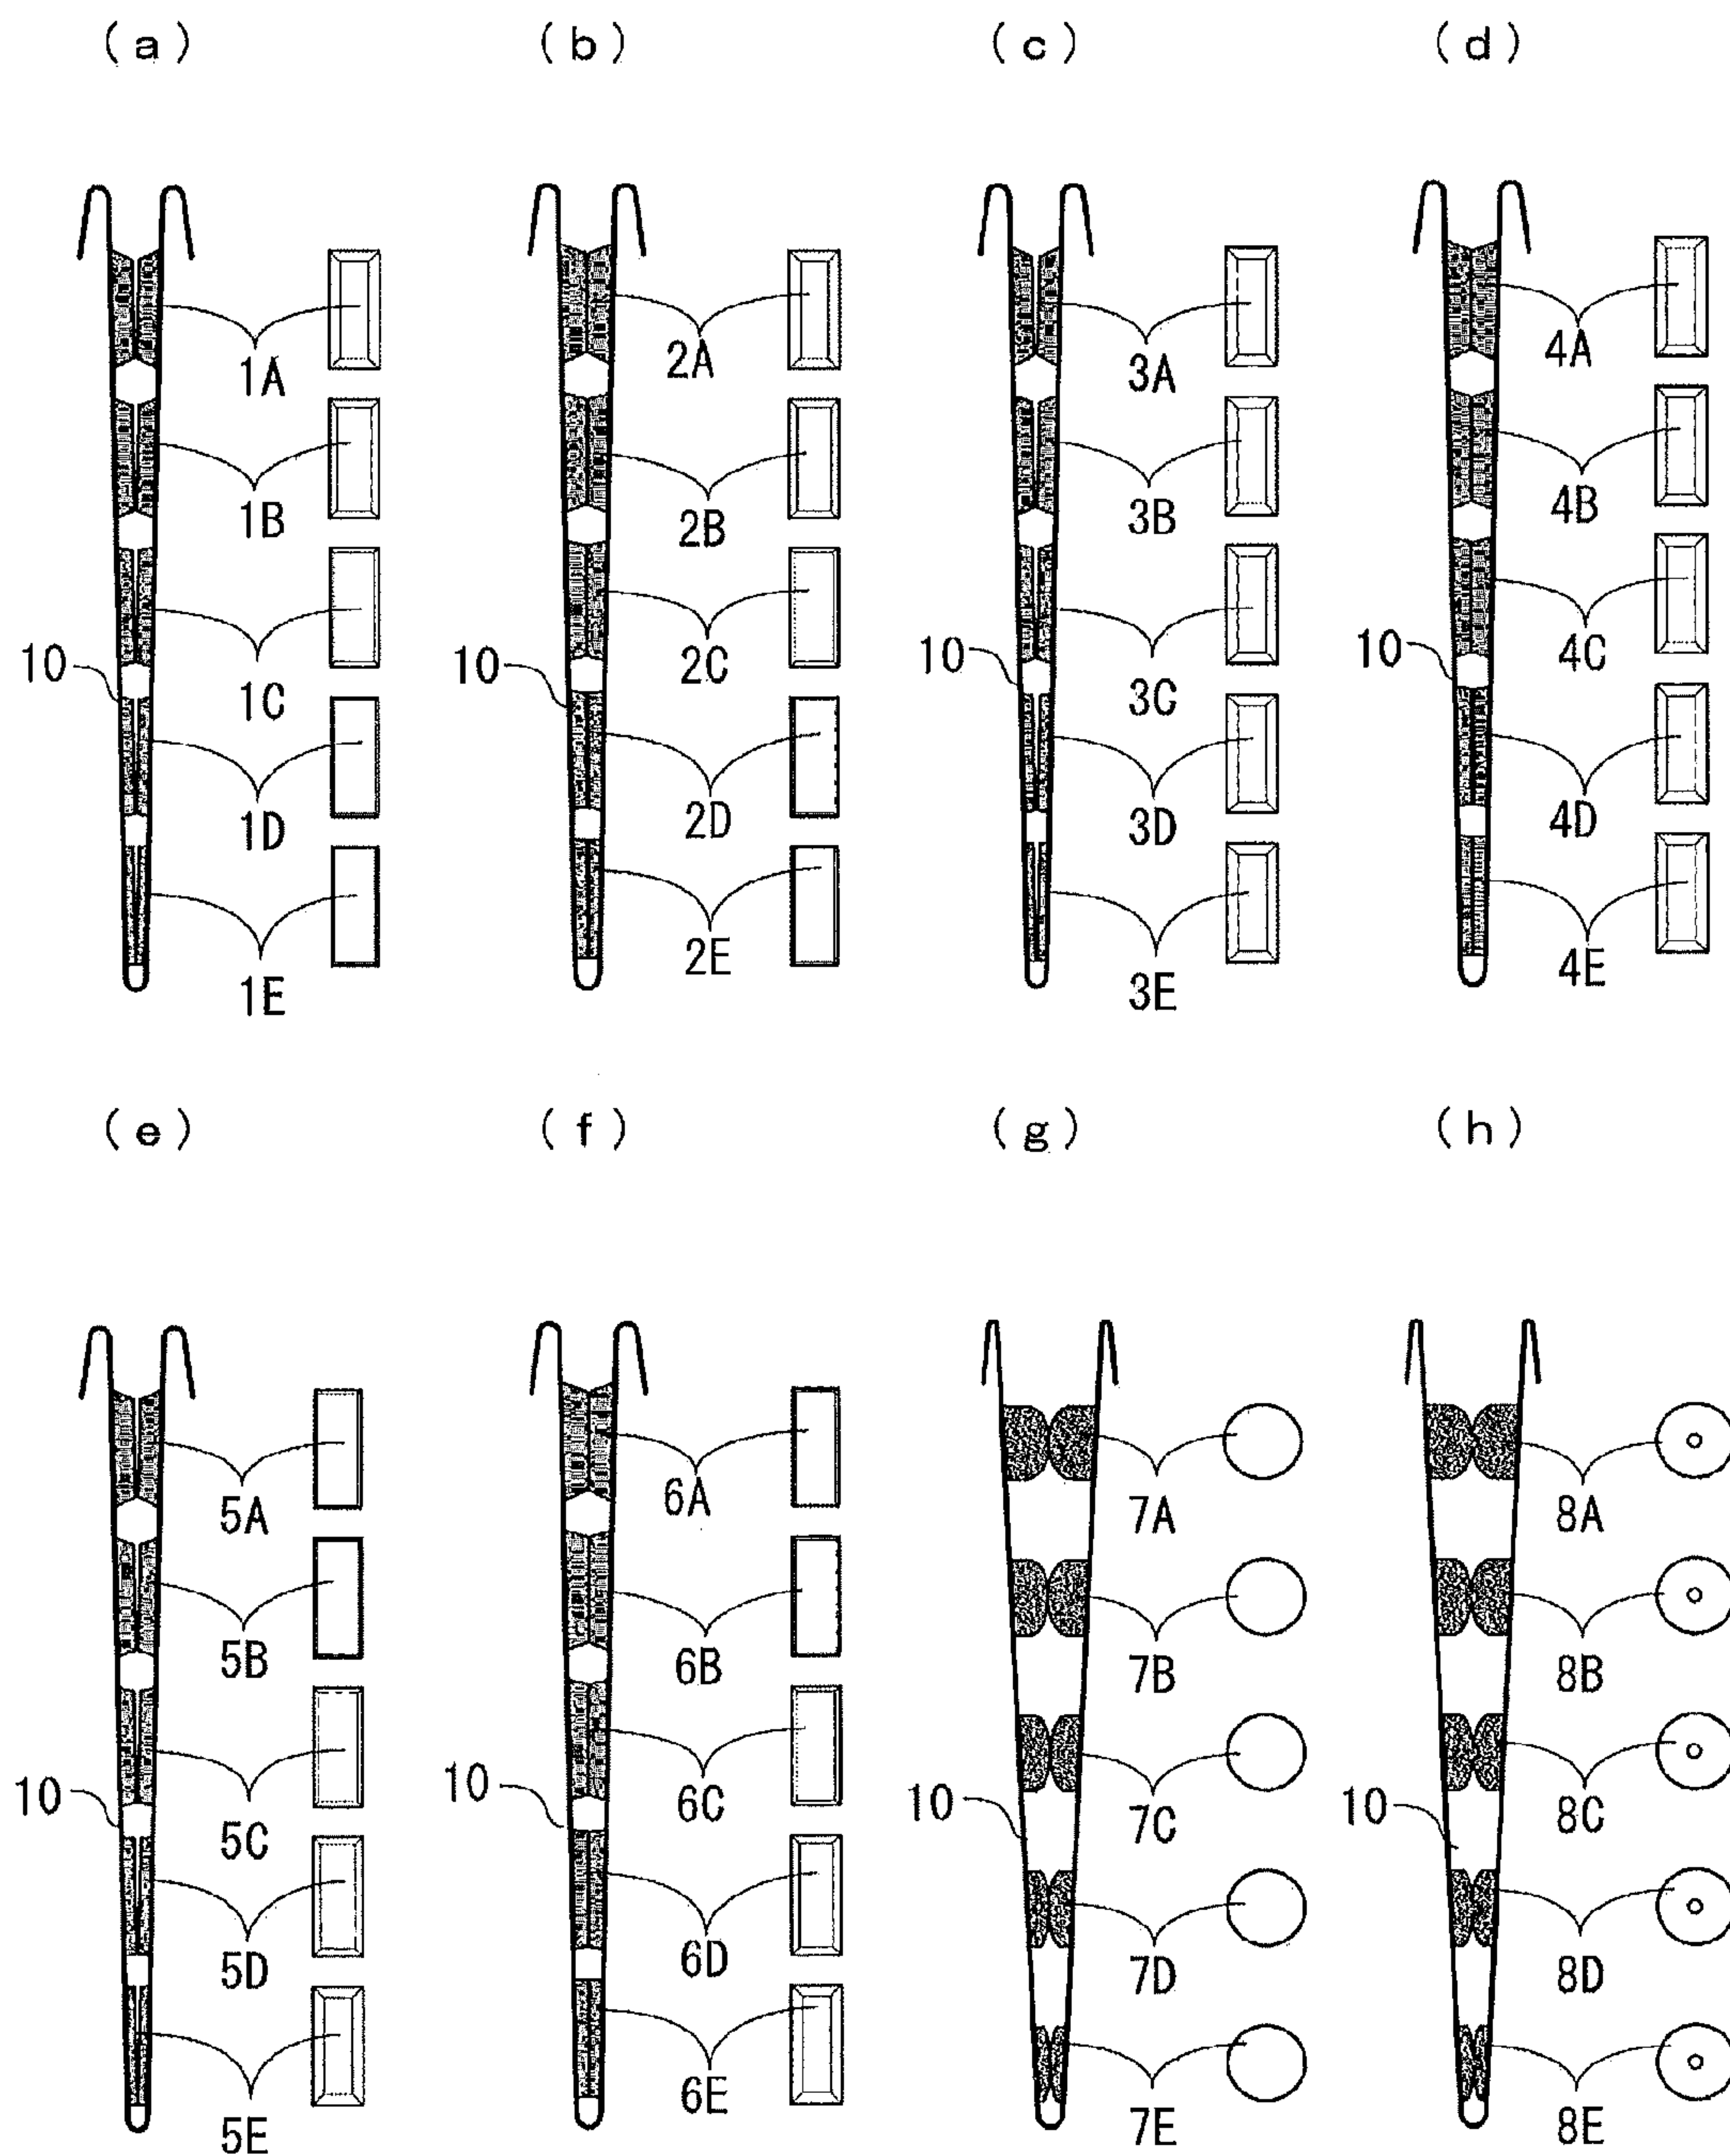 (a) (b) (c) (d)
1A 2A 3A 4A
1B 2B 3B 4B
1C 2C 3C 4C
10 10 10 10
1D 2D 3D 4D
1E 2E 3E 4E
(e) (f) (g) (h)
5A 6A 7A 8A
5B 6B 7B 8B
5C 6C 7C 8C
10 10 10 10
5D 6D 7D 8D
5E 6E 7E 8E